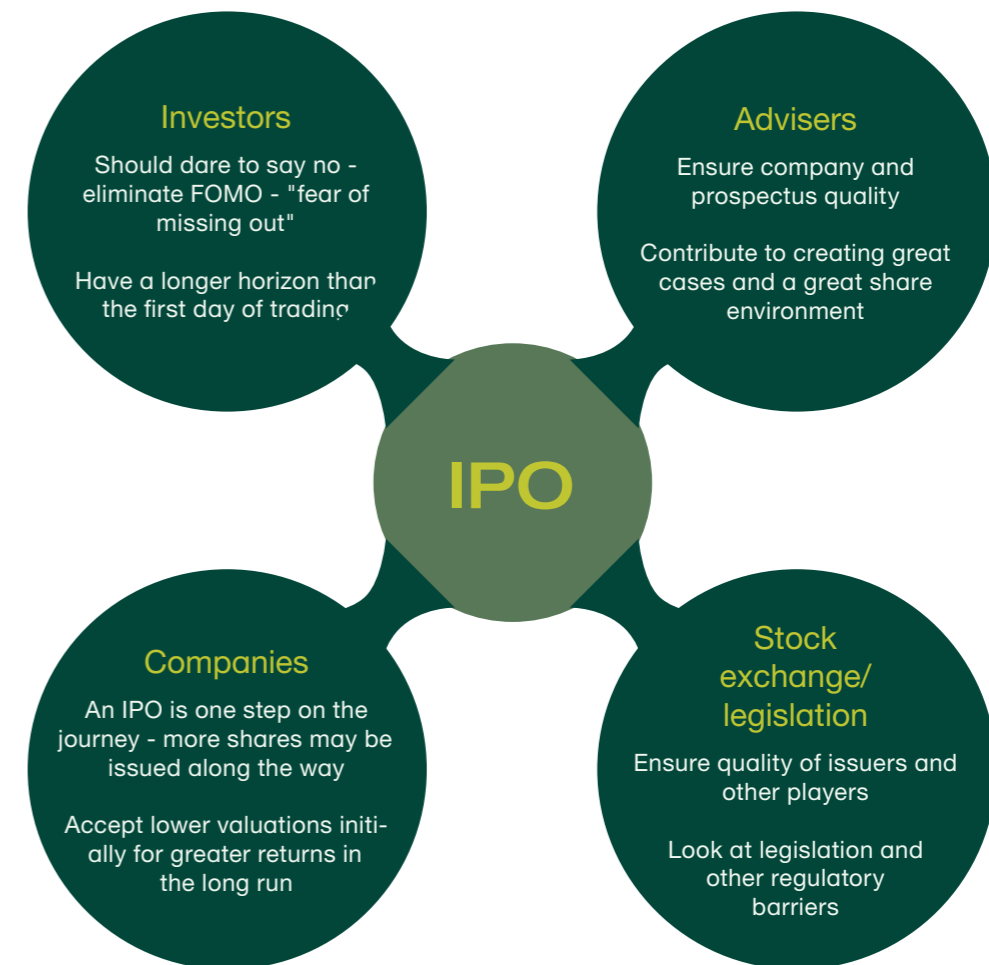 Investors
Should dare to say no -
eliminate FOMO - "fear of
missing out"
Have a longer horizon than
the first day of trading
Advisers
Ensure company and
prospectus quality
Contribute to creating great
cases and a great share
environment
IPO
Companies
An IPO is one step on the
journey - more shares may be
issued along the way
Accept lower valuations initi-
ally for greater returns in
the long run
Stock
exchange/
legislation
Ensure quality of issuers and
other players
Look at legislation and
other regulatory
barriers